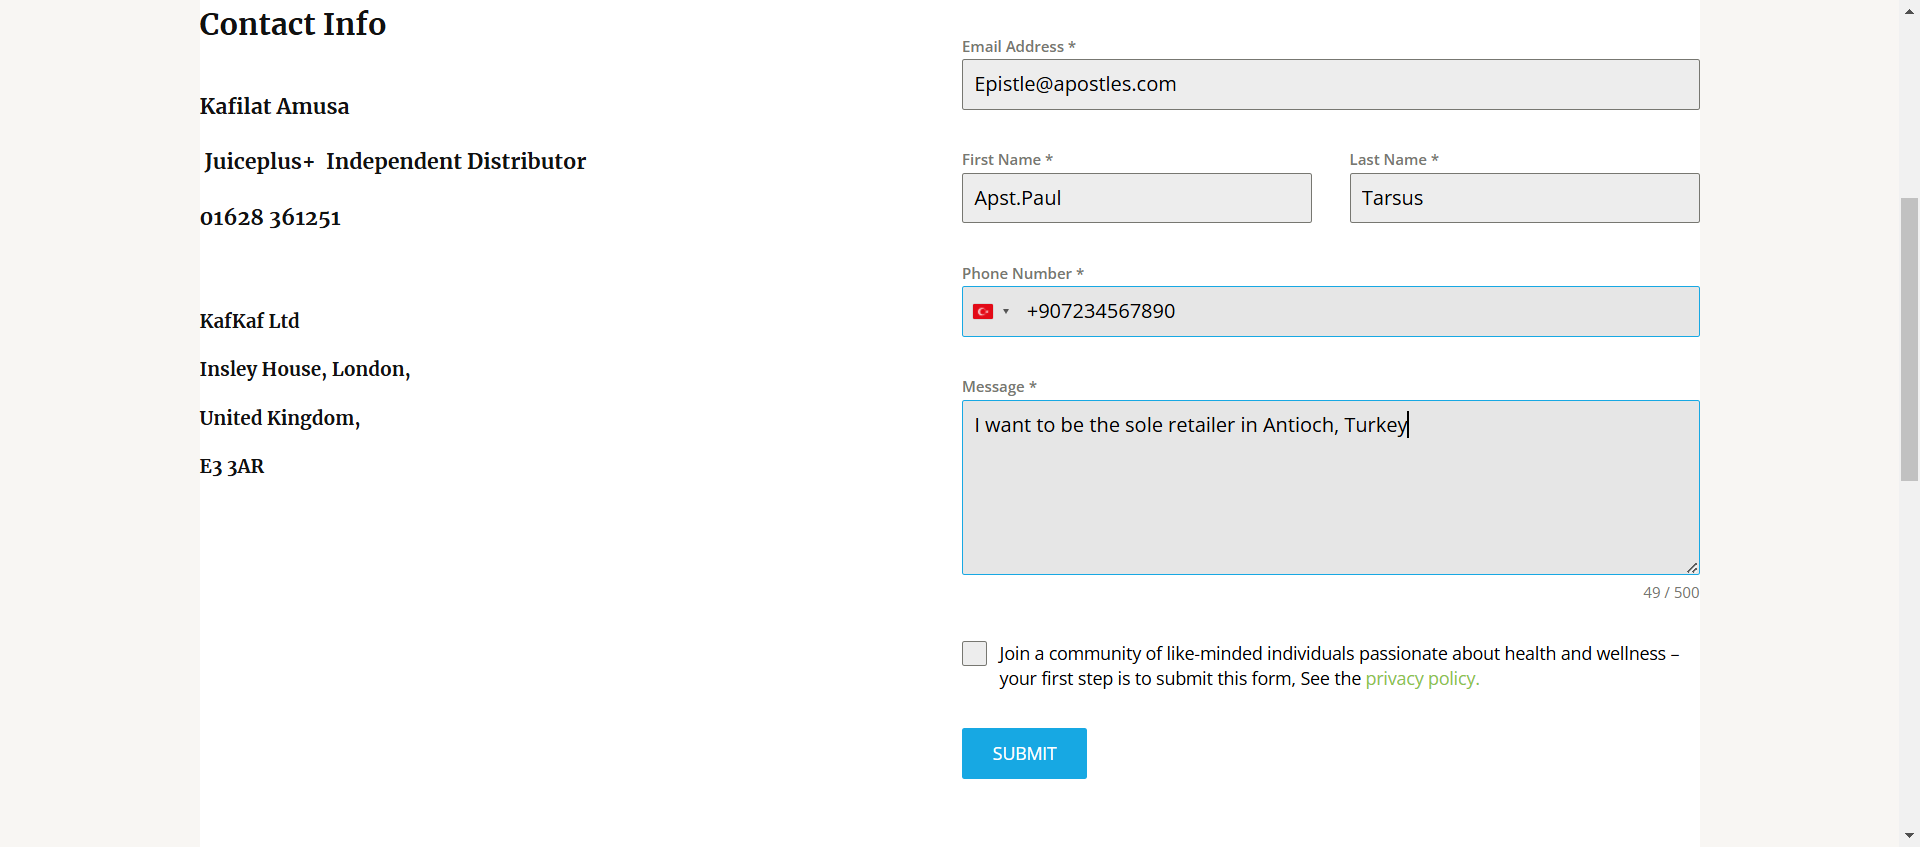 Contact Info
Kafilat Amusa
Juiceplus+ Independent Distributor
01628 361251
KafKaf Ltd
Insley House, London,
United Kingdom,
E3 3AR
Email Address *
Epistle@apostles.com
First Name *
Apst.Paul
Last Name *
Tarsus
Phone Number *
+907234567890
Message *
I want to be the sole retailer in Antioch, Turkey
49 / 500
Join a community of like-minded individuals passionate about health and wellness –
your first step is to submit this form, See the privacy policy.
SUBMIT